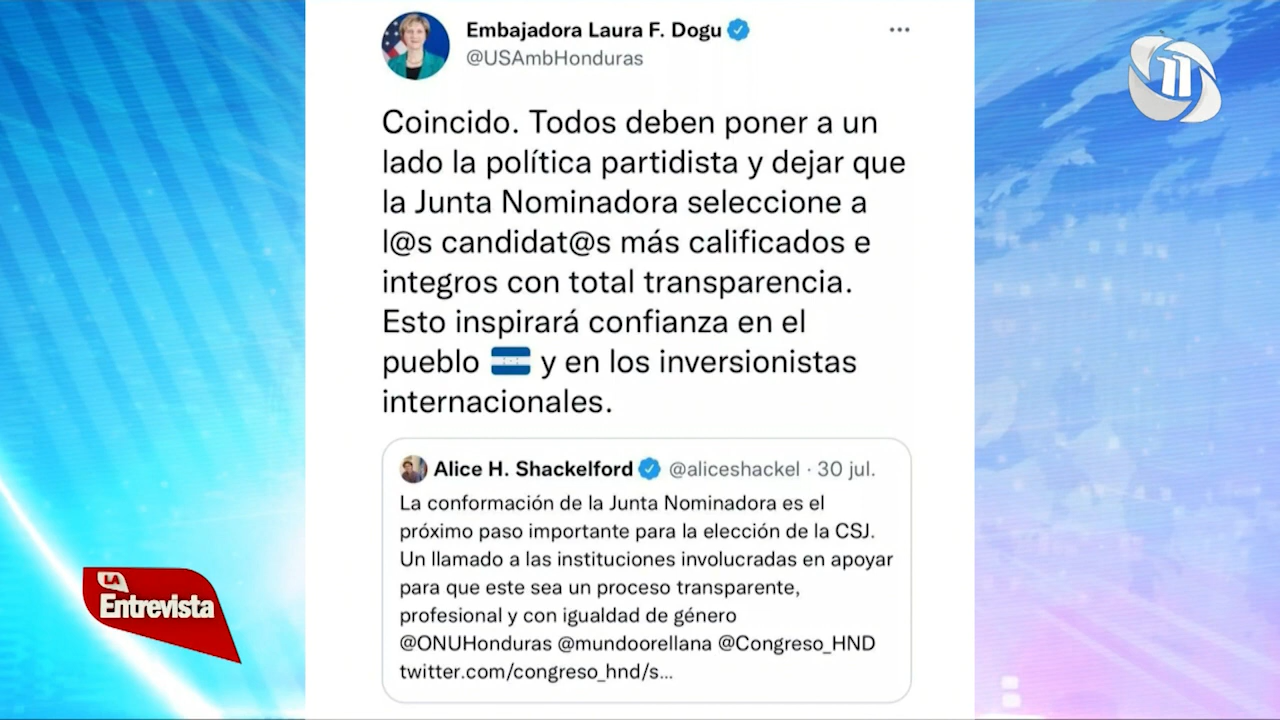 Embajadora Laura F. Dogu
@USAmbHonduras
Coincido. Todos deben poner a un
lado la política partidista y dejar que
la Junta Nominadora seleccione a
l@s candidat@s más calificados e
integros con total transparencia.
Esto inspirará confianza en el
pueblo 🇭🇳 y en los inversionistas
internacionales.
Alice H. Shackelford @aliceshackel · 30 jul.
La conformación de la Junta Nominadora es el
próximo paso importante para la elección de la CSJ.
Un llamado a las instituciones involucradas en apoyar
para que este sea un proceso transparente,
profesional y con igualdad de género
@ONUHonduras @mundoorellana @Congreso_HND
twitter.com/congreso_hnd/s...
LA
Entrevista
11